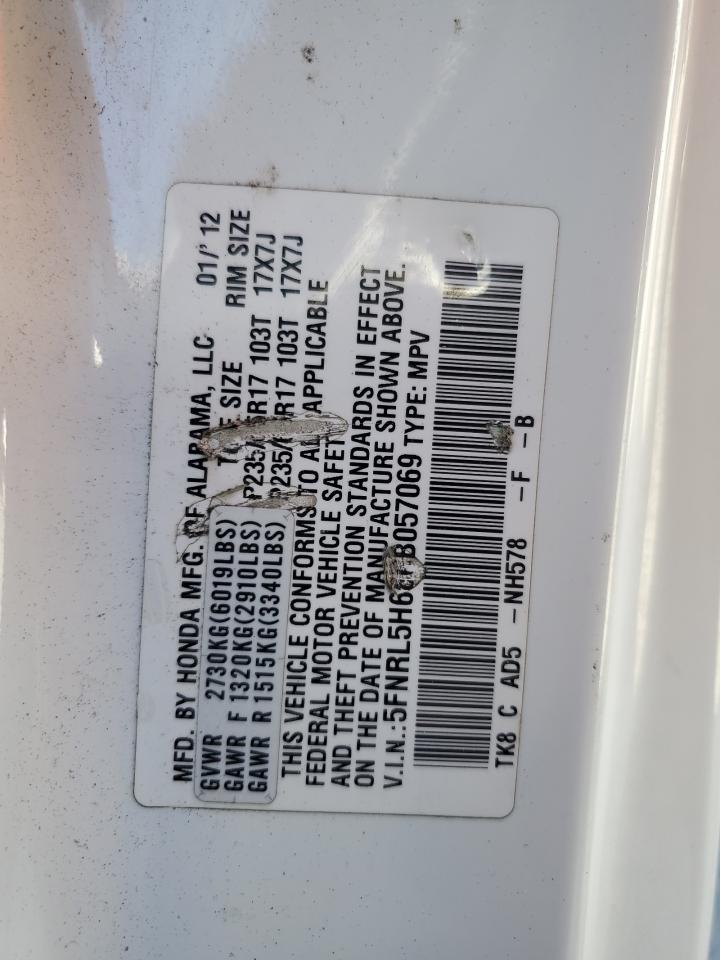 MFD. BY HONDA MFG. OF ALABAMA, LLC 01/'12
GVWR 2730KG(6019LBS) SIZE RIM SIZE
GAWR F 1320KG(2910LBS) R17 103T 17X7J
GAWR R 1515KG(3340LBS) R17 103T 17X7J
THIS VEHICLE CONFORMS TO ALL APPLICABLE
FEDERAL MOTOR VEHICLE SAFETY
AND THEFT PREVENTION STANDARDS IN EFFECT
ON THE DATE OF MANUFACTURE SHOWN ABOVE.
V.I.N.: TYPE: MPV
TK8 C AD5 -NH578 -F -B